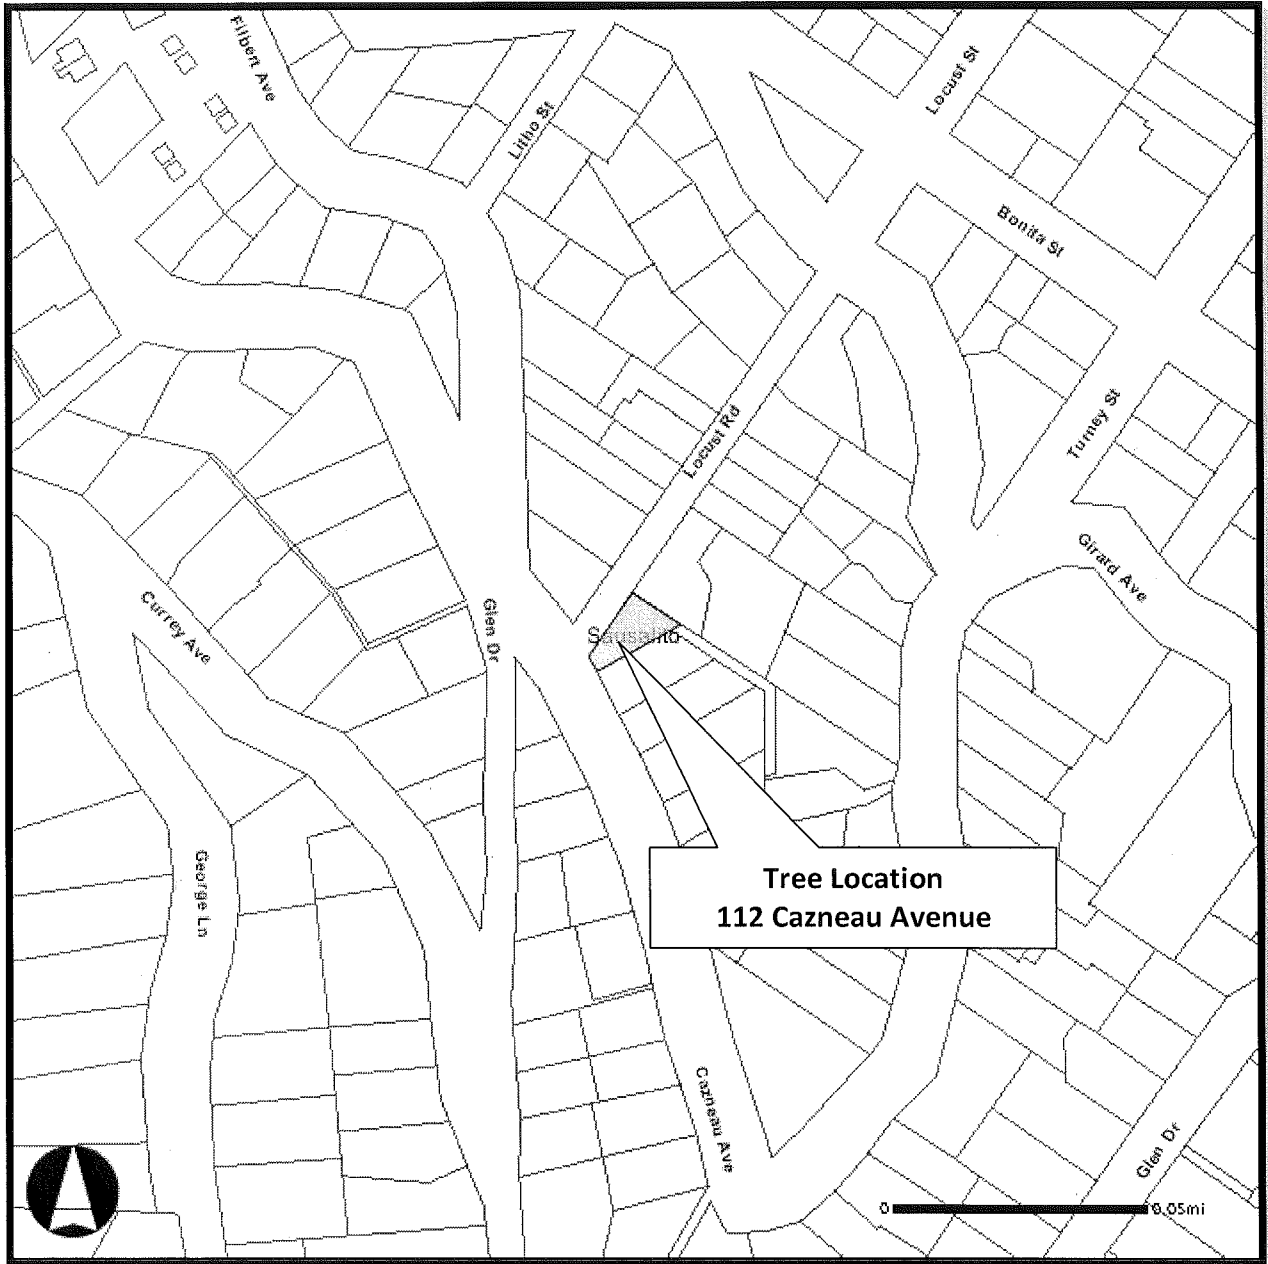 Filbert Ave
Locust St
Litho St
Bonita St
Locust Rd
Turney St
Girard Ave
Currey Ave
Glen Dr
Sausalito
George Ln
Tree Location
112 Cazneau Avenue
Cazneau Ave
Glen Dr
0 0.05mi